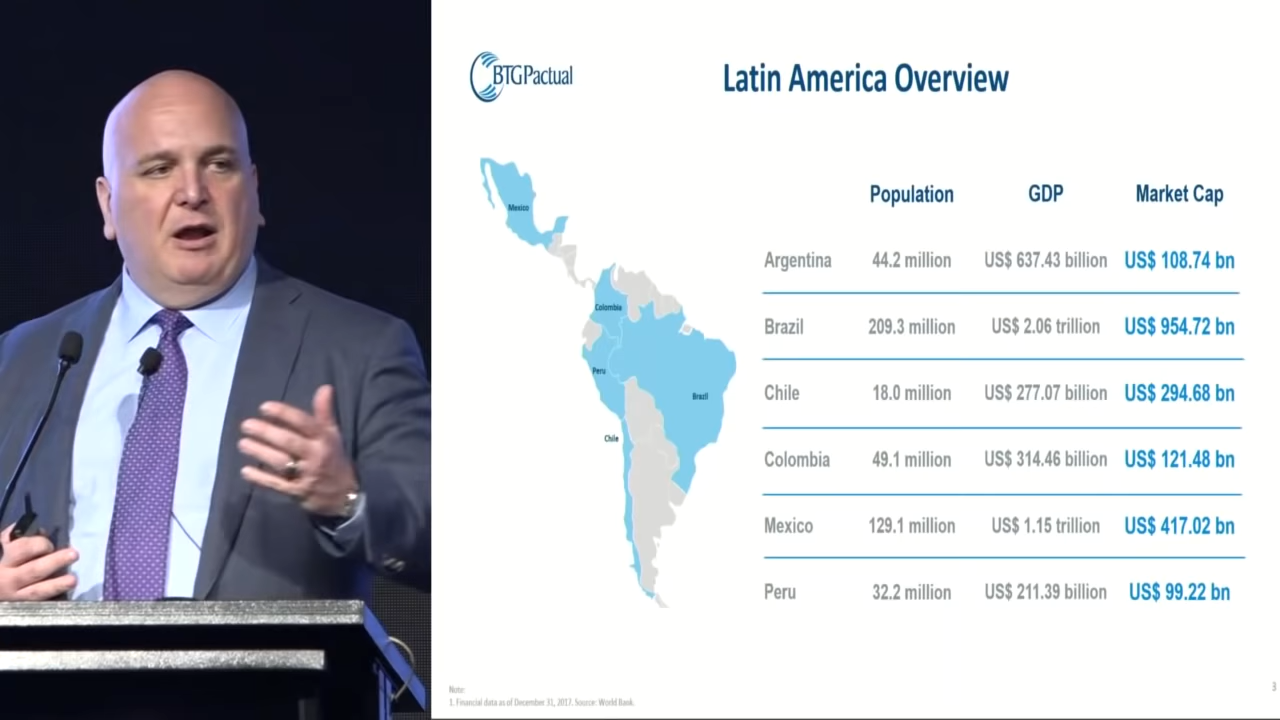 BTGPactual
Latin America Overview
Mexico
Colombia
Peru
Brazil
Chile
Population GDP Market Cap
Argentina 44.2 million US$ 637.43 billion US$ 108.74 bn
Brazil 209.3 million US$ 2.06 trillion US$ 954.72 bn
Chile 18.0 million US$ 277.07 billion US$ 294.68 bn
Colombia 49.1 million US$ 314.46 billion US$ 121.48 bn
Mexico 129.1 million US$ 1.15 trillion US$ 417.02 bn
Peru 32.2 million US$ 211.39 billion US$ 99.22 bn
Note:
1. Financial data as of December 31, 2017. Source: World Bank.
3